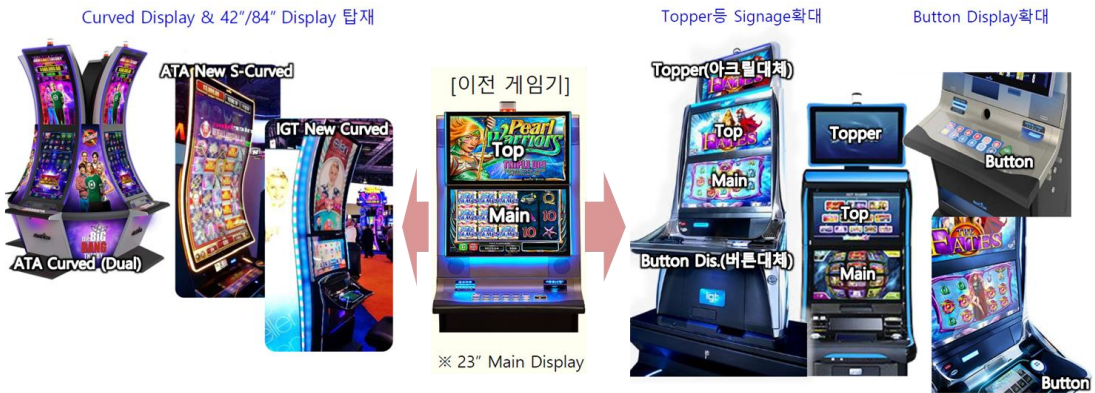 Curved Display & 42"/84" Display 탑재
Topper등 Signage확대
Button Display확대
ATA New S-Curved
IGT New Curved
ATA Curved (Dual)
BIG
BANG
[이전 게임기]
Pearl
Warriors
Top
Main
※ 23" Main Display
Topper(아크릴대체)
Top
Main
Button Dis.(버튼대체)
igt
Topper
Top
Main
Button
FATES
Button